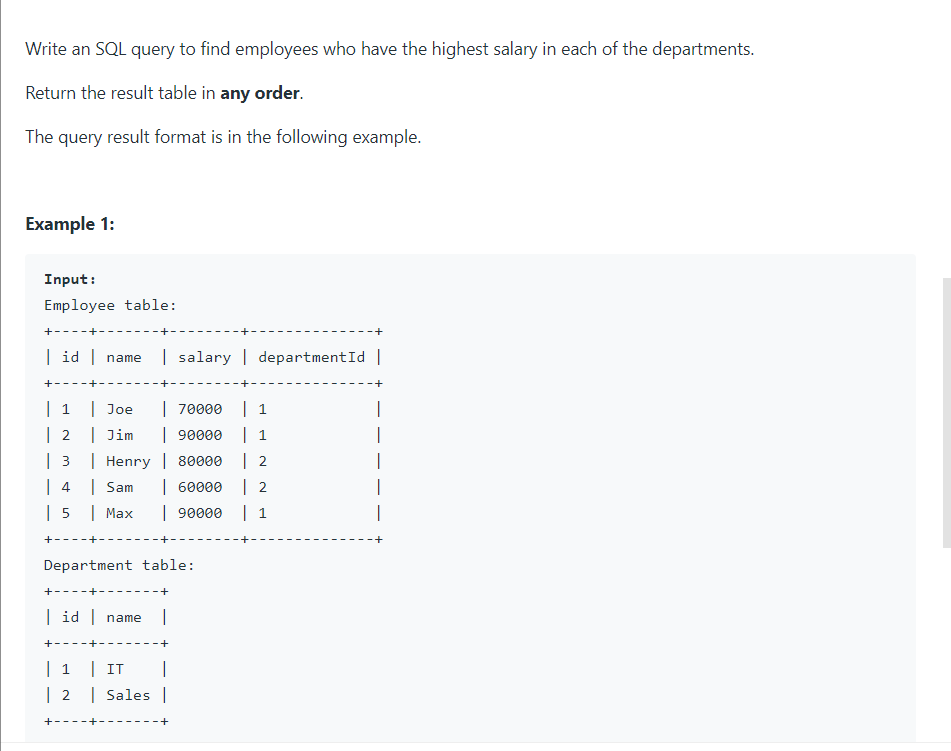 Write an SQL query to find employees who have the highest salary in each of the departments.
Return the result table in any order.
The query result format is in the following example.
Example 1:
Input:
Employee table:
+----+-------+--------+--------------+
| id | name  | salary | departmentId |
+----+-------+--------+--------------+
| 1  | Joe   | 70000  | 1            |
| 2  | Jim   | 90000  | 1            |
| 3  | Henry | 80000  | 2            |
| 4  | Sam   | 60000  | 2            |
| 5  | Max   | 90000  | 1            |
+----+-------+--------+--------------+
Department table:
+----+-------+
| id | name  |
+----+-------+
| 1  | IT    |
| 2  | Sales |
+----+-------+